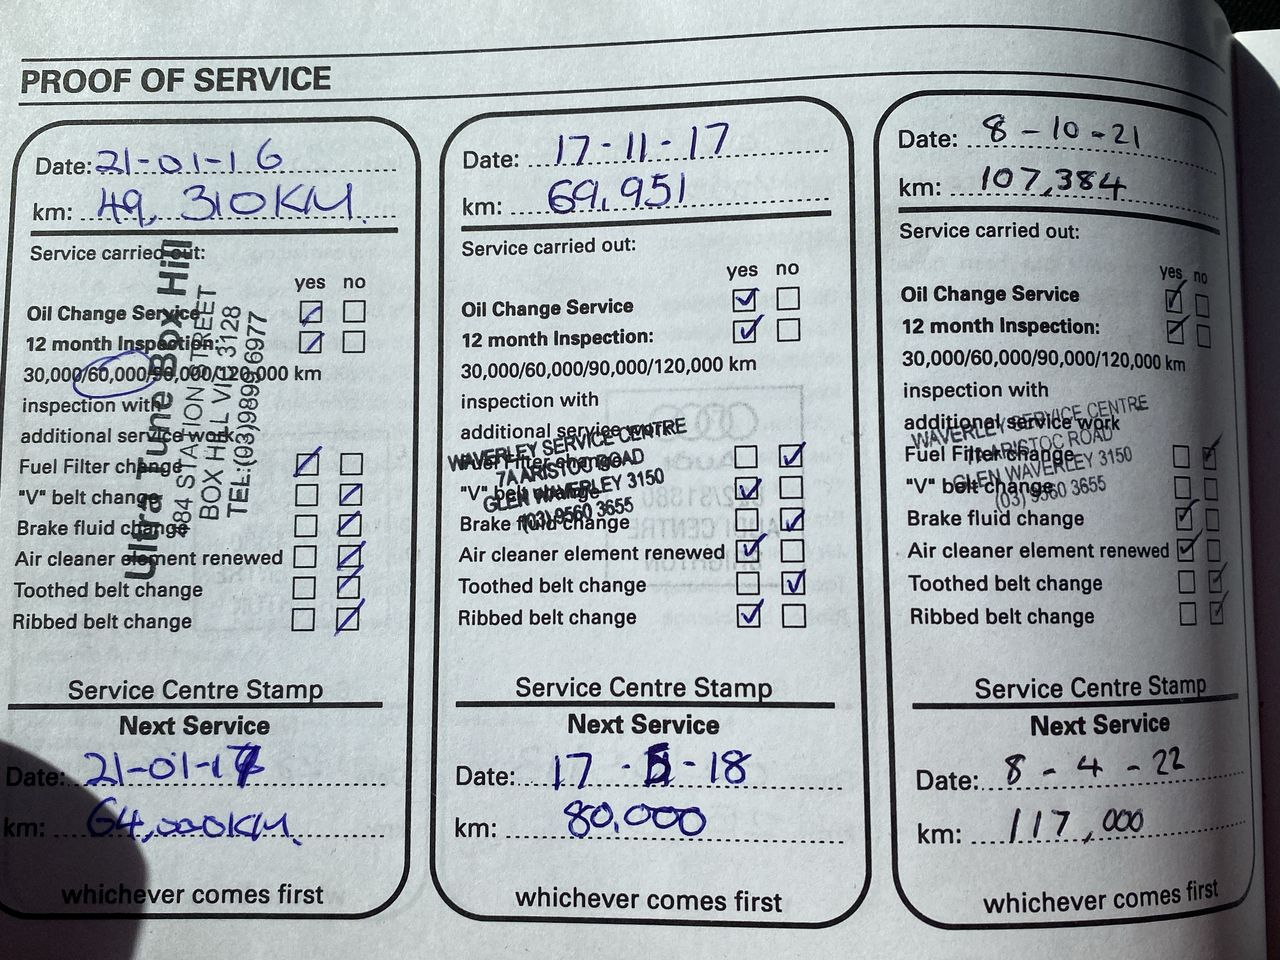 PROOF OF SERVICE
Date: 21-01-16
km: 49,310KM
Service carried out:
yes no
Oil Change Service
12 month Inspection:
30,000/60,000/90,000/120,000 km
inspection with
additional service work
Fuel Filter change
"V" belt change
Brake fluid change
Air cleaner element renewed
Toothed belt change
Ribbed belt change
Ultra Tune Box Hill
STATION STREET
BOX HILL VIC 3128
TEL:(03)9899 6977
Service Centre Stamp
Next Service
Date: 21-01-17
km: 64,000KM
whichever comes first
Date: 17-11-17
km: 69,951
Service carried out:
yes no
Oil Change Service
12 month Inspection:
30,000/60,000/90,000/120,000 km
inspection with
additional service work
Fuel Filter change
"V" belt change
Brake fluid change
Air cleaner element renewed
Toothed belt change
Ribbed belt change
WAVERLEY SERVICE CENTRE
7A ARISTOC ROAD
GLEN WAVERLEY 3150
(03) 9560 3655
Service Centre Stamp
Next Service
Date: 17 - 5 - 18
km: 80,000
whichever comes first
Date: 8-10-21
km: 107,384
Service carried out:
yes no
Oil Change Service
12 month Inspection:
30,000/60,000/90,000/120,000 km
inspection with
additional service work
Fuel Filter change
"V" belt change
Brake fluid change
Air cleaner element renewed
Toothed belt change
Ribbed belt change
WAVERLEY SERVICE CENTRE
7A ARISTOC ROAD
GLEN WAVERLEY 3150
(03) 9560 3655
Service Centre Stamp
Next Service
Date: 8-4-22
km: 117,000
whichever comes first